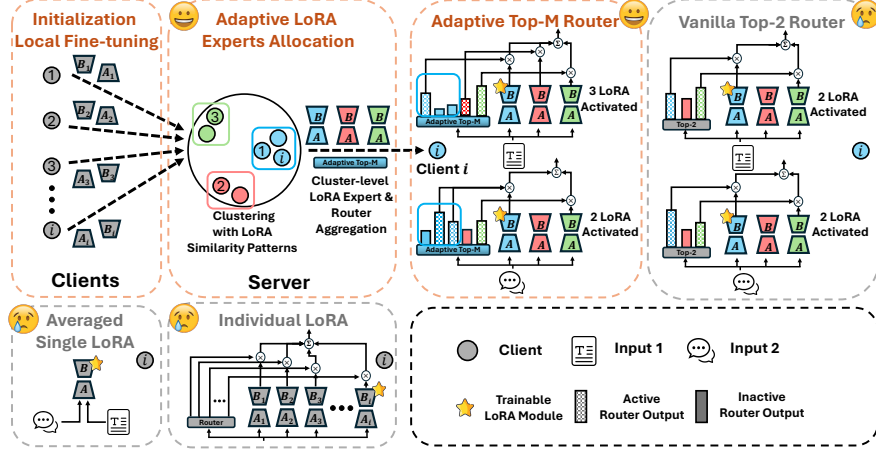 Initialization
Local Fine-tuning
1
B1
A1
2
B2
A2
3
A3
B3
i
Ai
Bi
Clients
Adaptive LoRA
Experts Allocation
3
1
i
2
Clustering
with LoRA
Similarity Patterns
B
B
B
A
A
A
Adaptive Top-M
Cluster-level
LoRA Expert &
Router
Aggregation
Server
Adaptive Top-M Router
Σ
3 LoRA
Activated
B
B
B
A
A
A
Adaptive Top-M
T
i
Client i
Σ
2 LoRA
Activated
B
B
B
A
A
A
Adaptive Top-M
Vanilla Top-2 Router
Σ
2 LoRA
Activated
B
B
B
A
A
A
Top-2
T
i
Σ
2 LoRA
Activated
B
B
B
A
A
A
Top-2
Averaged
Single LoRA
i
B
A
T
Individual LoRA
Σ
i
B1
B2
B3
Bi
Router
A1
A2
A3
Ai
Client
T
Input 1
Input 2
Trainable
LoRA Module
Active
Router Output
Inactive
Router Output